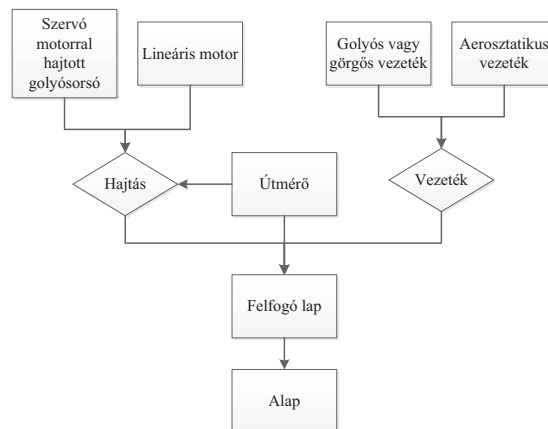 Szervó
motorral
hajtott
golyósorsó
Lineáris motor
Golyós vagy
görgős vezeték
Aerosztatikus
vezeték
Hajtás
Útmérő
Vezeték
Felfogó lap
Alap